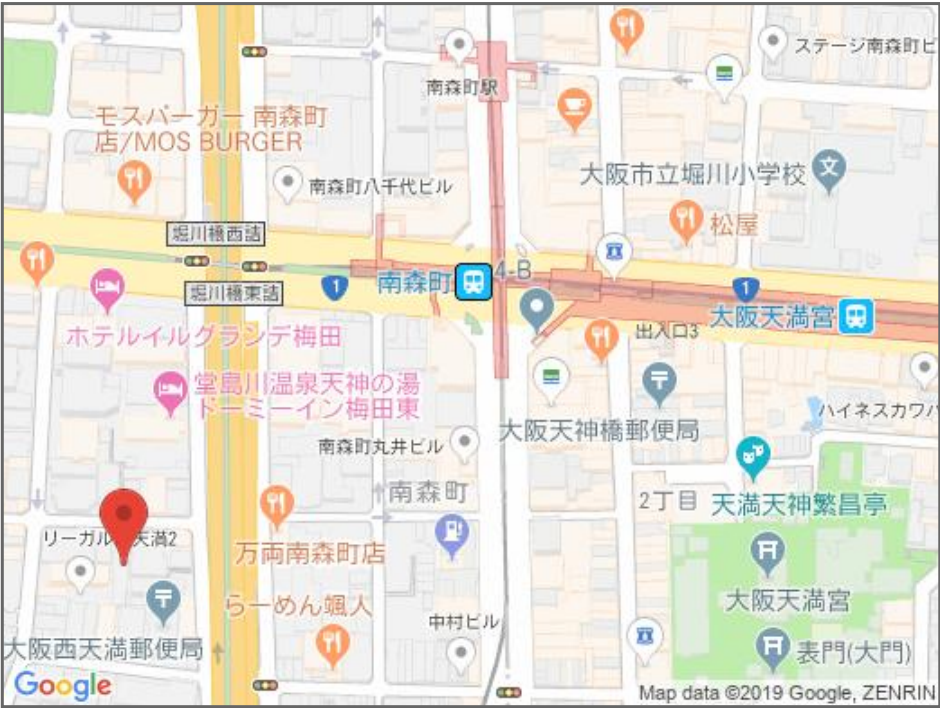 ステージ南森町ビ
南森町駅
モスバーガー 南森町
店/MOS BURGER
南森町八千代ビル
大阪市立堀川小学校
文
松屋
堀川橋西詰
堀川橋東詰
1
南森町
4-B
1
大阪天満宮
出入口3
ホテルイルグランデ梅田
堂島川温泉天神の湯
ドーミーイン梅田東
ハイネスカワハ
大阪天神橋郵便局
南森町丸井ビル
南森町
2丁目
天満天神繁昌亭
リーガル
天満2
万両南森町店
大阪天満宮
らーめん颯人
中村ビル
大阪西天満郵便局
表門(大門)
Google
Map data ©2019 Google, ZENRIN